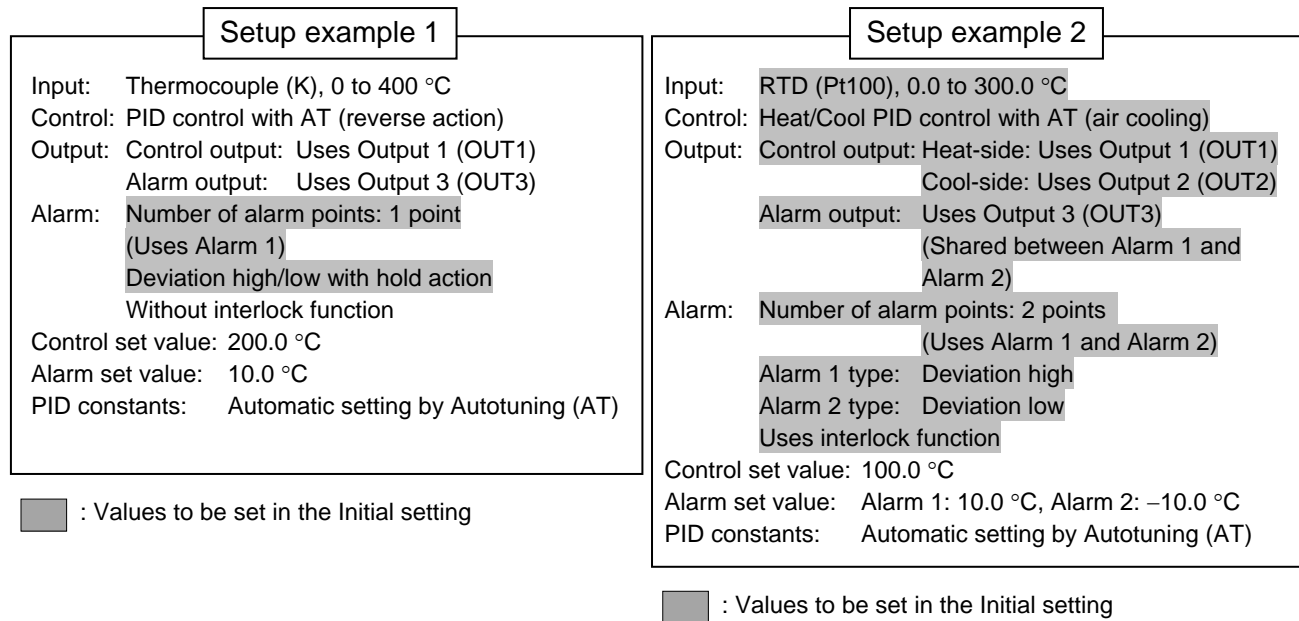 Setup example 1
Input: Thermocouple (K), 0 to 400 °C
Control: PID control with AT (reverse action)
Output: Control output: Uses Output 1 (OUT1)
Alarm output: Uses Output 3 (OUT3)
Alarm: Number of alarm points: 1 point
(Uses Alarm 1)
Deviation high/low with hold action
Without interlock function
Control set value: 200.0 °C
Alarm set value: 10.0 °C
PID constants: Automatic setting by Autotuning (AT)
: Values to be set in the Initial setting
Setup example 2
Input: RTD (Pt100), 0.0 to 300.0 °C
Control: Heat/Cool PID control with AT (air cooling)
Output: Control output: Heat-side: Uses Output 1 (OUT1)
Cool-side: Uses Output 2 (OUT2)
Alarm output: Uses Output 3 (OUT3)
(Shared between Alarm 1 and
Alarm 2)
Alarm: Number of alarm points: 2 points
(Uses Alarm 1 and Alarm 2)
Alarm 1 type: Deviation high
Alarm 2 type: Deviation low
Uses interlock function
Control set value: 100.0 °C
Alarm set value: Alarm 1: 10.0 °C, Alarm 2: −10.0 °C
PID constants: Automatic setting by Autotuning (AT)
: Values to be set in the Initial setting